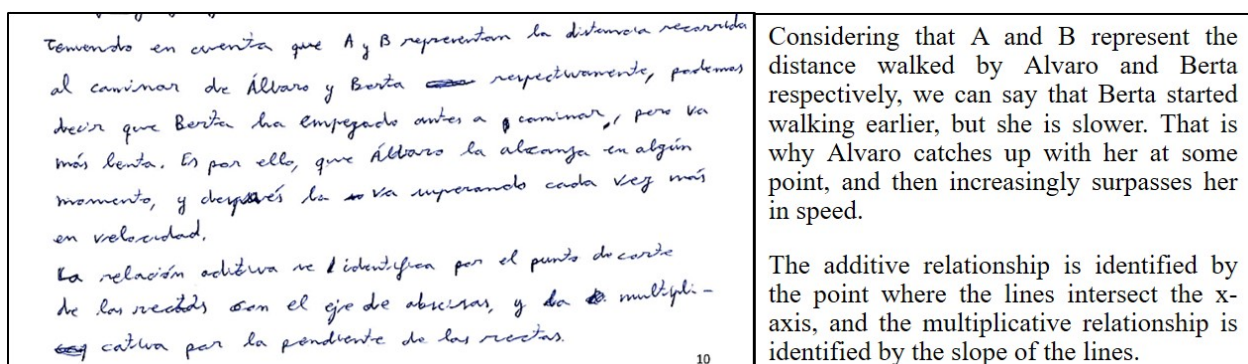 Teniendo en cuenta que A y B representan la distancia recorrida
al caminar de Álvaro y Berta respectivamente, podemos
decir que Berta ha empezado antes a caminar, pero va
más lenta. Es por ello, que Álvaro la alcanza en algún
momento, y después la va superando cada vez más
en velocidad.
La relación aditiva se identifica por el punto de corte
de las rectas con el eje de abscisas, y la multipli-
cativa por la pendiente de las rectas.
10
Considering that A and B represent the
distance walked by Alvaro and Berta
respectively, we can say that Berta started
walking earlier, but she is slower. That is
why Alvaro catches up with her at some
point, and then increasingly surpasses her
in speed.
The additive relationship is identified by
the point where the lines intersect the x-
axis, and the multiplicative relationship is
identified by the slope of the lines.